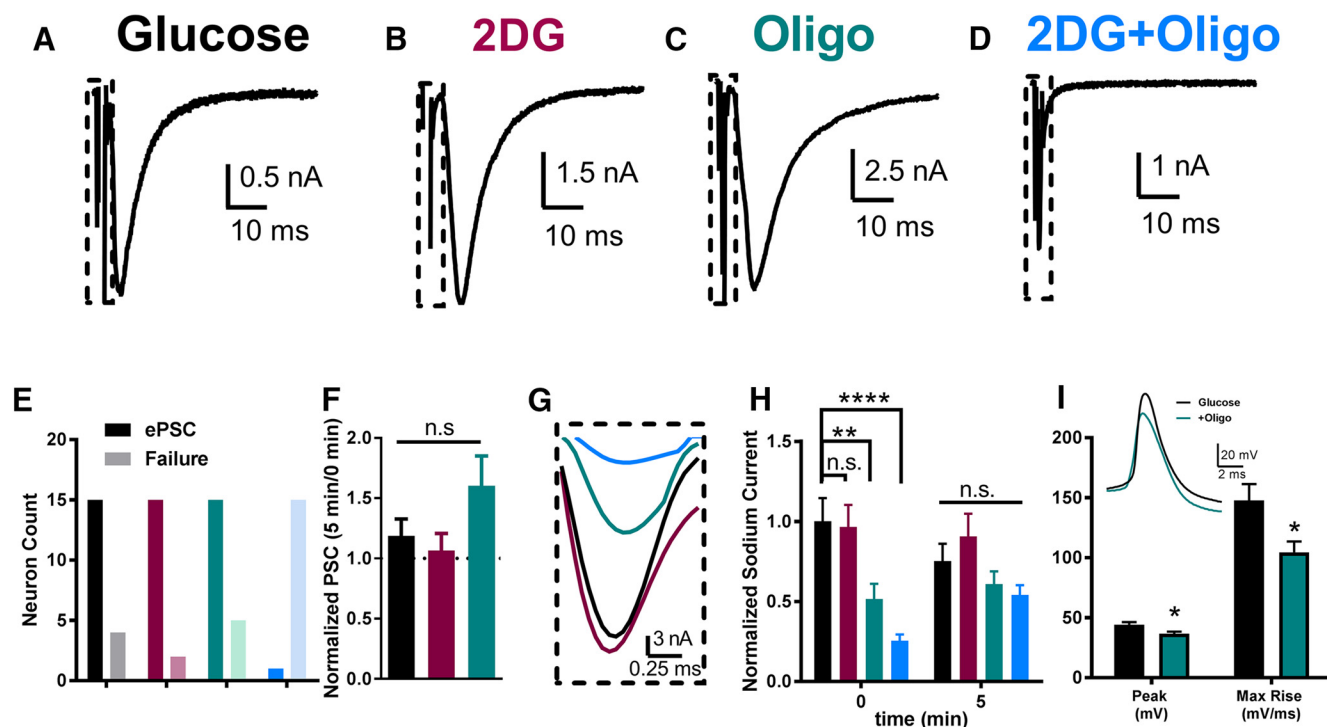 A Glucose
B 2DG
C Oligo
D 2DG+Oligo
0.5 nA
10 ms
1.5 nA
10 ms
2.5 nA
10 ms
1 nA
10 ms
E
ePSC
Failure
20
15
10
5
0
Neuron Count
F
n.s
2.0
1.5
1.0
0.5
0.0
Normalized PSC (5 min/0 min)
G
3 nA
0.25 ms
H
****
**
n.s.
n.s.
1.5
1.0
0.5
0.0
Normalized Sodium Current
0
5
time (min)
I
Glucose
+Oligo
20 mV
2 ms
200
150
100
50
0
*
*
Peak
(mV)
Max Rise
(mV/ms)